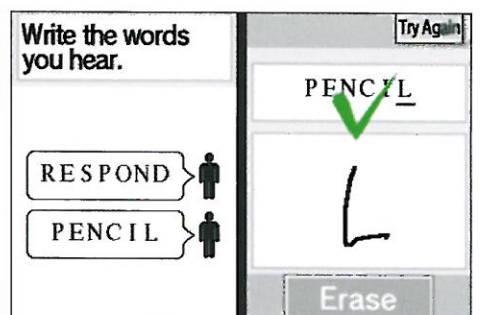 Write the words
you hear.
RESPOND
PENCIL
Try Again
PENCIL
L
Erase